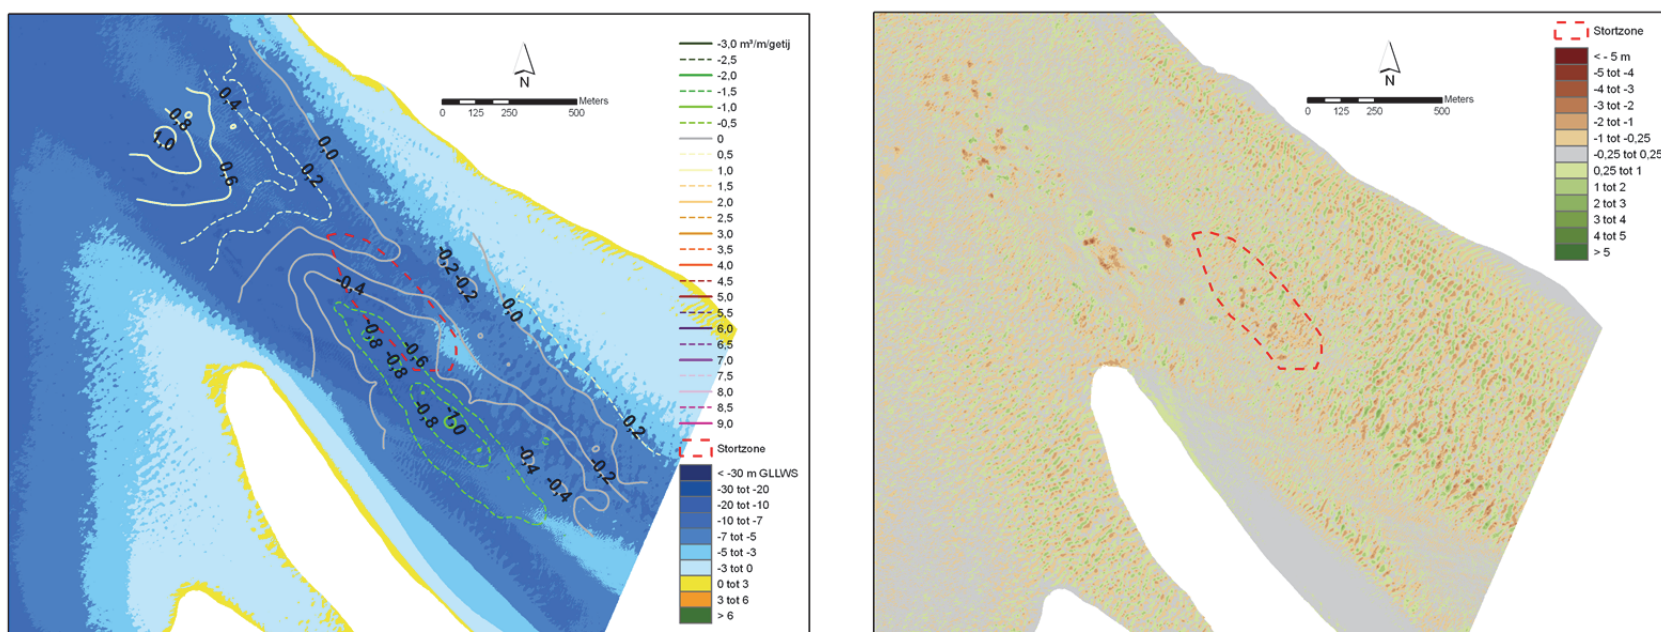 -3,0 m³/m/getij
-2,5
-2,0
-1,5
-1,0
-0,5
0
0,5
1,0
1,5
2,0
2,5
3,0
3,5
4,0
4,5
5,0
5,5
6,0
6,5
7,0
7,5
8,0
8,5
9,0
Stortzone
< -30 m GLLWS
-30 tot -20
-20 tot -10
-10 tot -7
-7 tot -5
-5 tot -3
-3 tot 0
0 tot 3
3 tot 6
> 6
N
0 125 250 500
Meters
0,4
0,8
1,0
0,6
0,2
0,0
-0,2
-0,2
-0,4
0,0
-0,8
-0,6
-0,8
-0,8
-1,0
0,2
-0,4
-0,2
-0,4
N
0 125 250 500
Meters
Stortzone
< - 5 m
-5 tot -4
-4 tot -3
-3 tot -2
-2 tot -1
-1 tot -0,25
-0,25 tot 0,25
0,25 tot 1
1 tot 2
2 tot 3
3 tot 4
4 tot 5
> 5